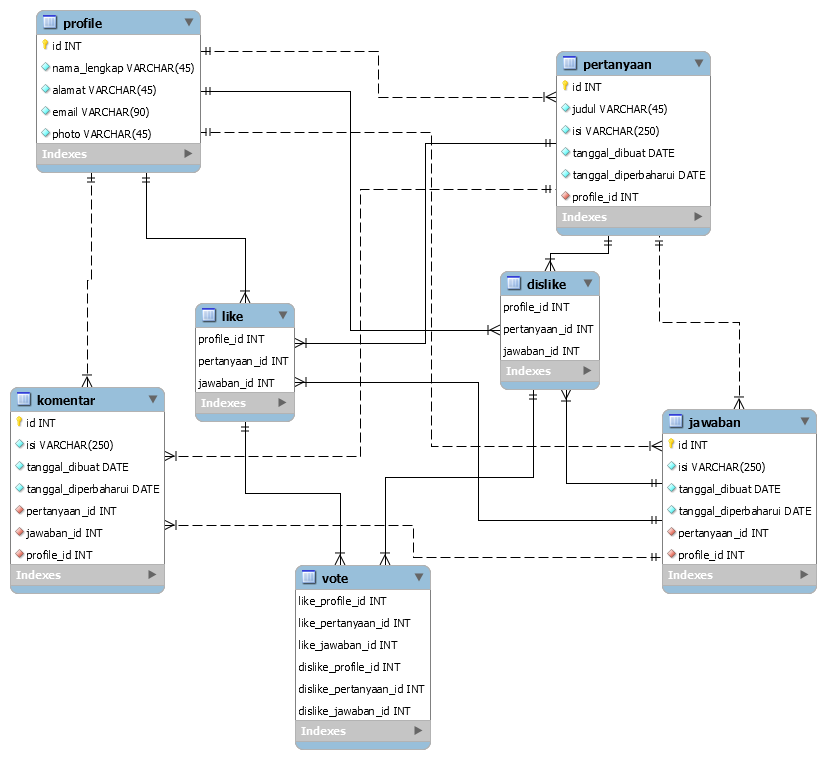 profile
id INT
nama_lengkap VARCHAR(45)
alamat VARCHAR(45)
email VARCHAR(90)
photo VARCHAR(45)
Indexes
pertanyaan
id INT
judul VARCHAR(45)
isi VARCHAR(250)
tanggal_dibuat DATE
tanggal_diperbaharui DATE
profile_id INT
Indexes
dislike
profile_id INT
pertanyaan_id INT
jawaban_id INT
Indexes
like
profile_id INT
pertanyaan_id INT
jawaban_id INT
Indexes
komentar
id INT
isi VARCHAR(250)
tanggal_dibuat DATE
tanggal_diperbaharui DATE
pertanyaan_id INT
jawaban_id INT
profile_id INT
Indexes
jawaban
id INT
isi VARCHAR(250)
tanggal_dibuat DATE
tanggal_diperbaharui DATE
pertanyaan_id INT
profile_id INT
Indexes
vote
like_profile_id INT
like_pertanyaan_id INT
like_jawaban_id INT
dislike_profile_id INT
dislike_pertanyaan_id INT
dislike_jawaban_id INT
Indexes